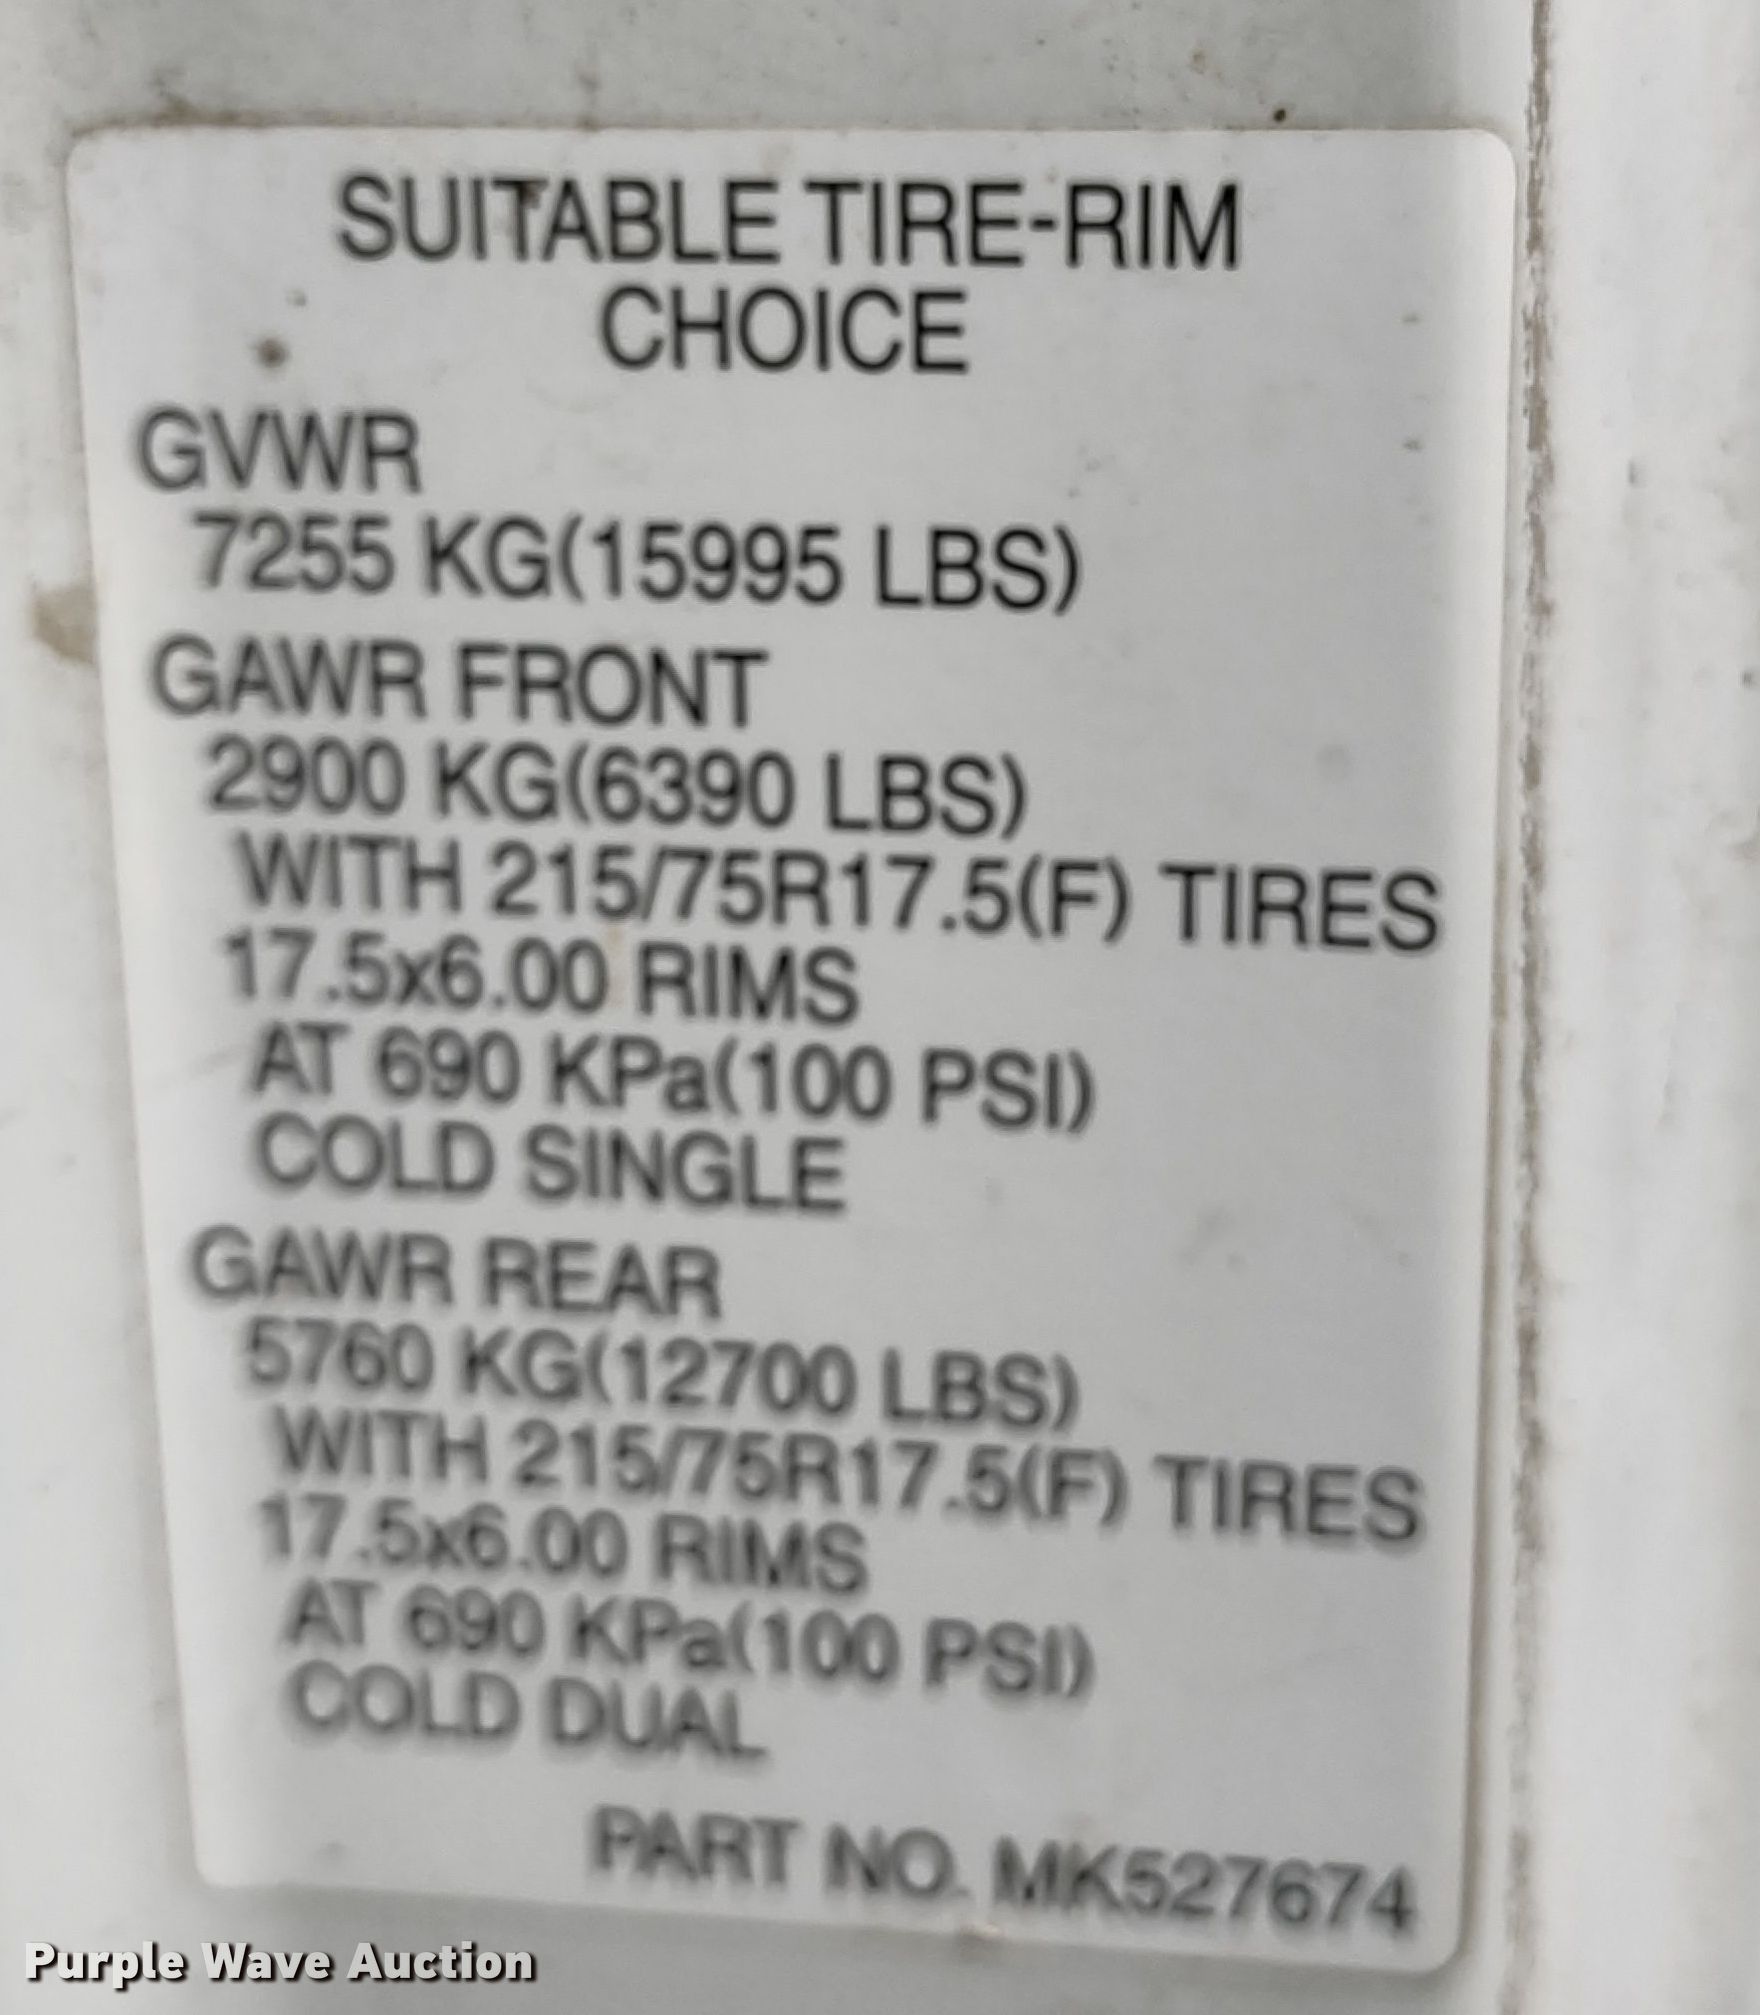 SUITABLE TIRE-RIM
CHOICE
GVWR
7255 KG(15995 LBS)
GAWR FRONT
2900 KG(6390 LBS)
WITH 215/75R17.5(F) TIRES
17.5x6.00 RIMS
AT 690 KPa(100 PSI)
COLD SINGLE
GAWR REAR
5760 KG(12700 LBS)
WITH 215/75R17.5(F) TIRES
17.5x6.00 RIMS
AT 690 KPa(100 PSI)
COLD DUAL
PART NO. MK527674
Purple Wave Auction